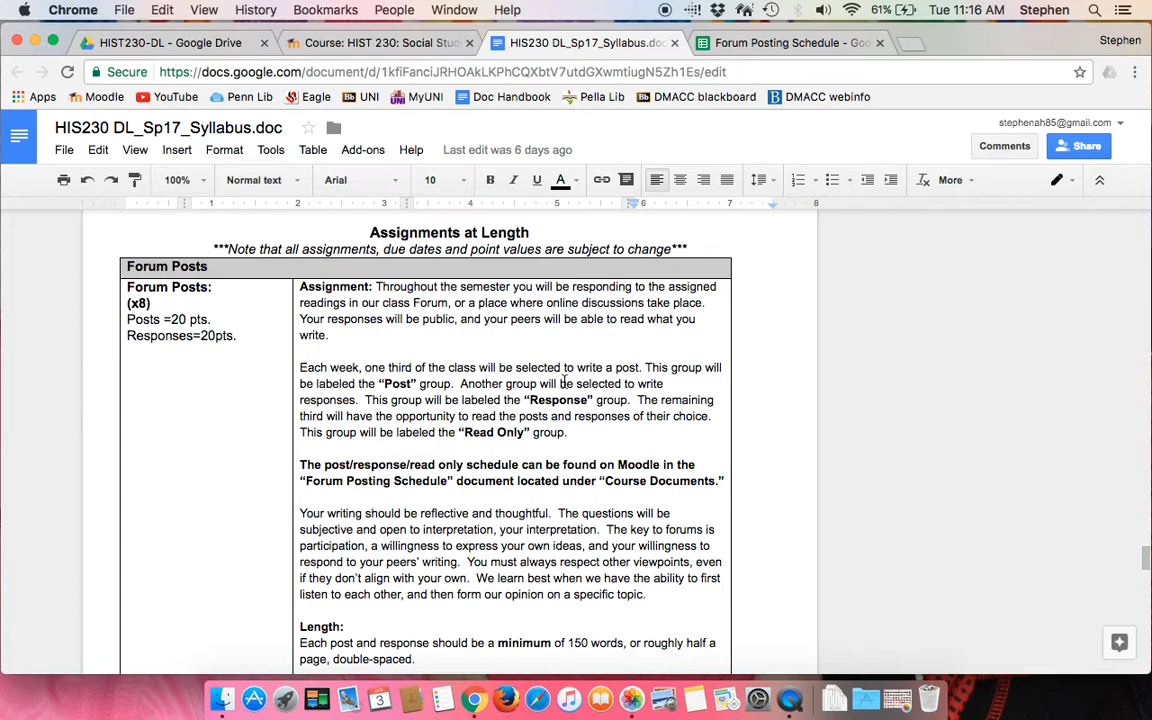 Chrome File Edit View History Bookmarks People Window Help 61% Tue 11:16 AM Stephen
HIST230-DL - Google Drive Course: HIST 230: Social Stud HIS230 DL_Sp17_Syllabus.doc Forum Posting Schedule - Goo Stephen
Secure https://docs.google.com/document/d/1kfiFanciJRHOAkLKPhCQXbtV7utdGXwmtiugN5Zh1Es/edit
Apps Moodle YouTube Penn Lib Eagle UNI MyUNI Doc Handbook Pella Lib DMACC blackboard DMACC webinfo
HIS230 DL_Sp17_Syllabus.doc
stephenah85@gmail.com
File Edit View Insert Format Tools Table Add-ons Help Last edit was 6 days ago
Comments Share
100% Normal text Arial 10 B I U A More
1 2 3 4 5 6 7 8
Assignments at Length
***Note that all assignments, due dates and point values are subject to change***
Forum Posts
Forum Posts:
(x8)
Posts =20 pts.
Responses=20pts.
Assignment: Throughout the semester you will be responding to the assigned
readings in our class Forum, or a place where online discussions take place.
Your responses will be public, and your peers will be able to read what you
write.
Each week, one third of the class will be selected to write a post. This group will
be labeled the “Post” group. Another group will be selected to write
responses. This group will be labeled the “Response” group. The remaining
third will have the opportunity to read the posts and responses of their choice.
This group will be labeled the “Read Only” group.
The post/response/read only schedule can be found on Moodle in the
“Forum Posting Schedule” document located under “Course Documents.”
Your writing should be reflective and thoughtful. The questions will be
subjective and open to interpretation, your interpretation. The key to forums is
participation, a willingness to express your own ideas, and your willingness to
respond to your peers’ writing. You must always respect other viewpoints, even
if they don’t align with your own. We learn best when we have the ability to first
listen to each other, and then form our opinion on a specific topic.
Length:
Each post and response should be a minimum of 150 words, or roughly half a
page, double-spaced.
3